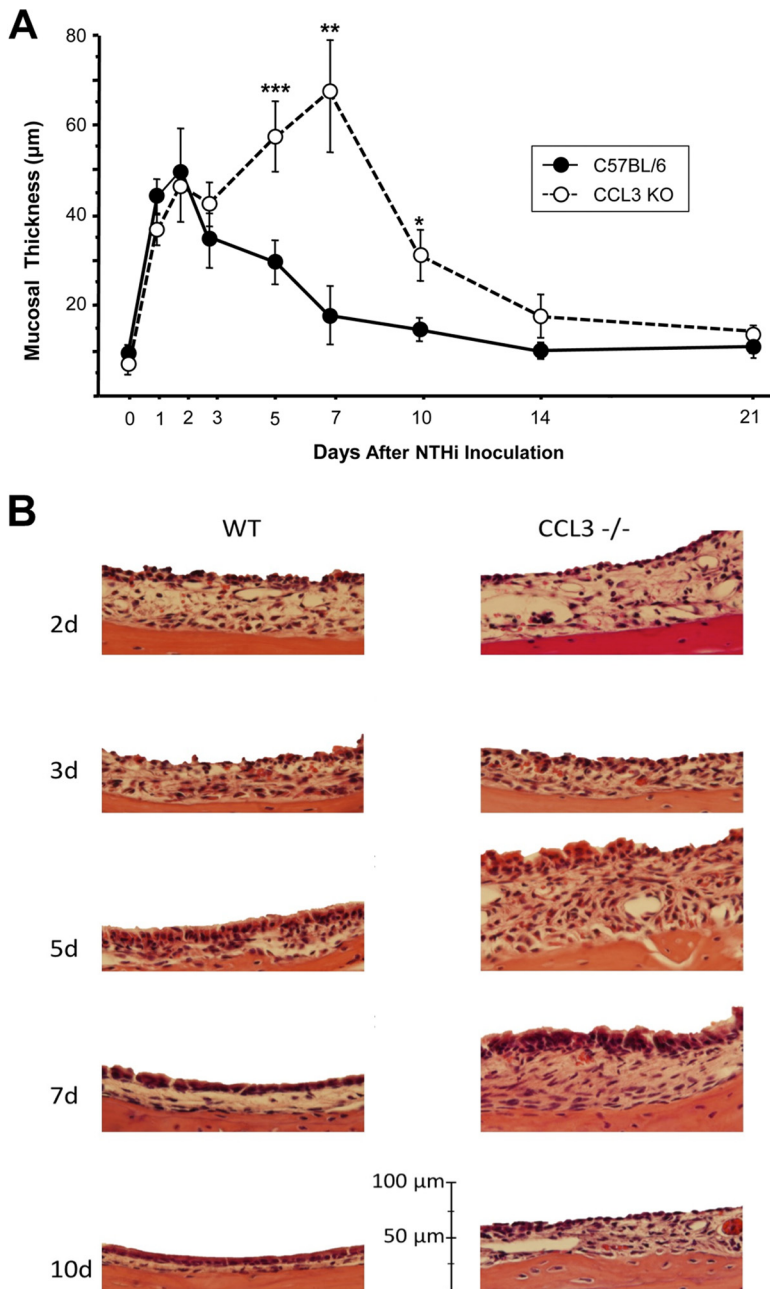 A
80
60
40
20
Mucosal Thickness (µm)
***
**
*
C57BL/6
CCL3 KO
0 1 2 3 5 7 10 14 21
Days After NTHi Inoculation
B
WT CCL3 -/-
2d
3d
5d
7d
10d
100 µm
50 µm